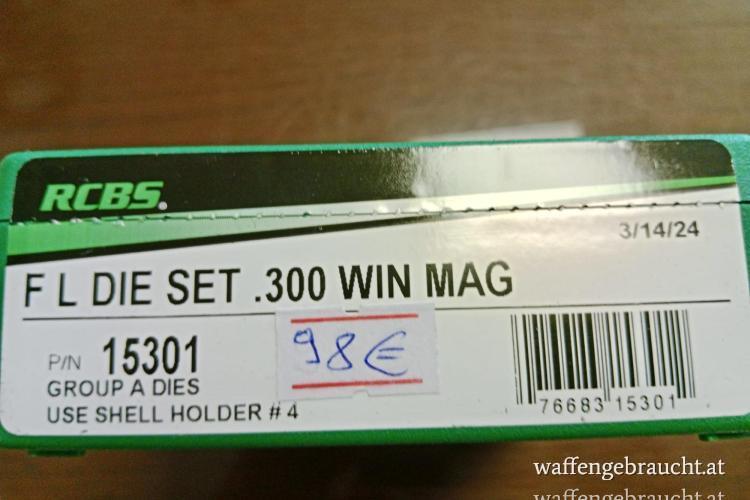 RCBS.
3/14/24
F L DIE SET .300 WIN MAG
P/N 15301
98€
GROUP A DIES
USE SHELL HOLDER # 4
76683 15301
waffengebraucht.at
waffengebraucht.at